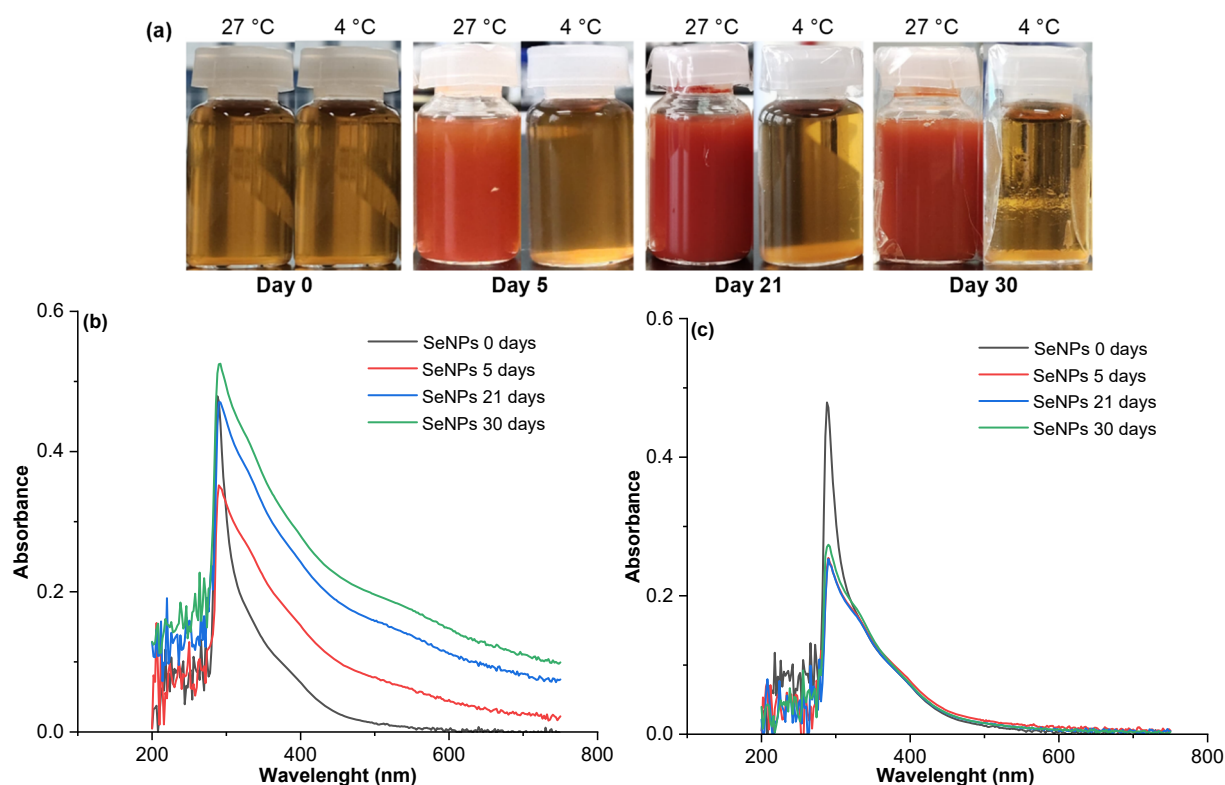 (a)
27 °C 4 °C 27 °C 4 °C 27 °C 4 °C 27 °C 4 °C
Day 0 Day 5 Day 21 Day 30
(b)
SeNPs 0 days
SeNPs 5 days
SeNPs 21 days
SeNPs 30 days
0.6
0.4
0.2
0.0
Absorbance
200 400 600 800
Wavelenght (nm)
(c)
SeNPs 0 days
SeNPs 5 days
SeNPs 21 days
SeNPs 30 days
0.6
0.4
0.2
0.0
Absorbance
200 400 600 800
Wavelenght (nm)